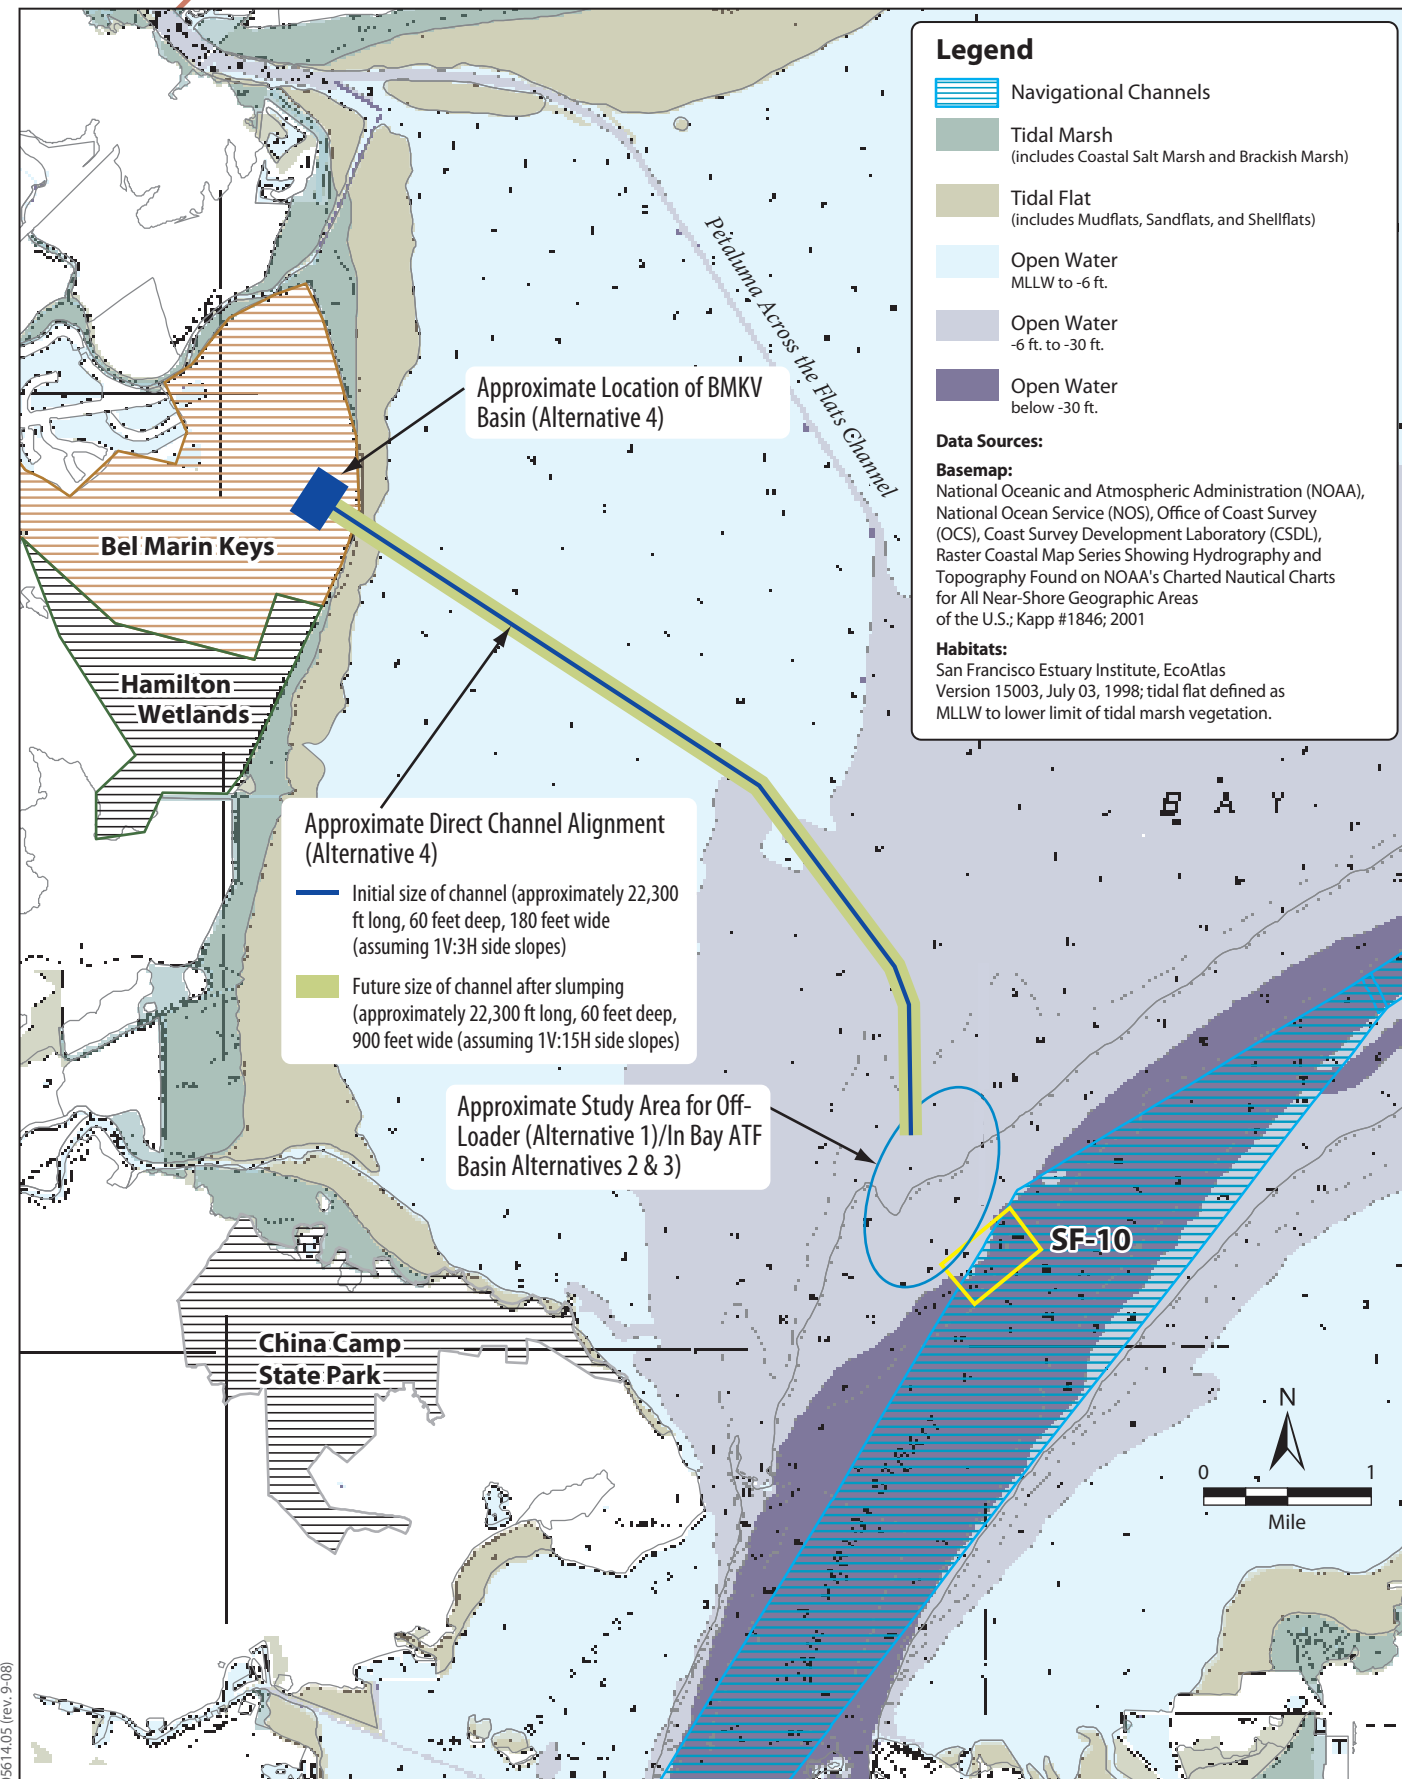 Legend
Navigational Channels
Tidal Marsh
(includes Coastal Salt Marsh and Brackish Marsh)
Tidal Flat
(includes Mudflats, Sandflats, and Shellflats)
Open Water
MLLW to -6 ft.
Open Water
-6 ft. to -30 ft.
Open Water
below -30 ft.
Data Sources:
Basemap:
National Oceanic and Atmospheric Administration (NOAA),
National Ocean Service (NOS), Office of Coast Survey
(OCS), Coast Survey Development Laboratory (CSDL),
Raster Coastal Map Series Showing Hydrography and
Topography Found on NOAA's Charted Nautical Charts
for All Near-Shore Geographic Areas
of the U.S.; Kapp #1846; 2001
Habitats:
San Francisco Estuary Institute, EcoAtlas
Version 15003, July 03, 1998; tidal flat defined as
MLLW to lower limit of tidal marsh vegetation.
Petaluma Across the Flats Channel
Approximate Location of BMKV
Basin (Alternative 4)
Bel Marin Keys
Hamilton
Wetlands
BAY
Approximate Direct Channel Alignment
(Alternative 4)
Initial size of channel (approximately 22,300
ft long, 60 feet deep, 180 feet wide
(assuming 1V:3H side slopes)
Future size of channel after slumping
(approximately 22,300 ft long, 60 feet deep,
900 feet wide (assuming 1V:15H side slopes)
Approximate Study Area for Off-
Loader (Alternative 1)/In Bay ATF
Basin Alternatives 2 & 3)
SF-10
China Camp
State Park
N
0 1
Mile
T
05614.05 (rev. 9-08)